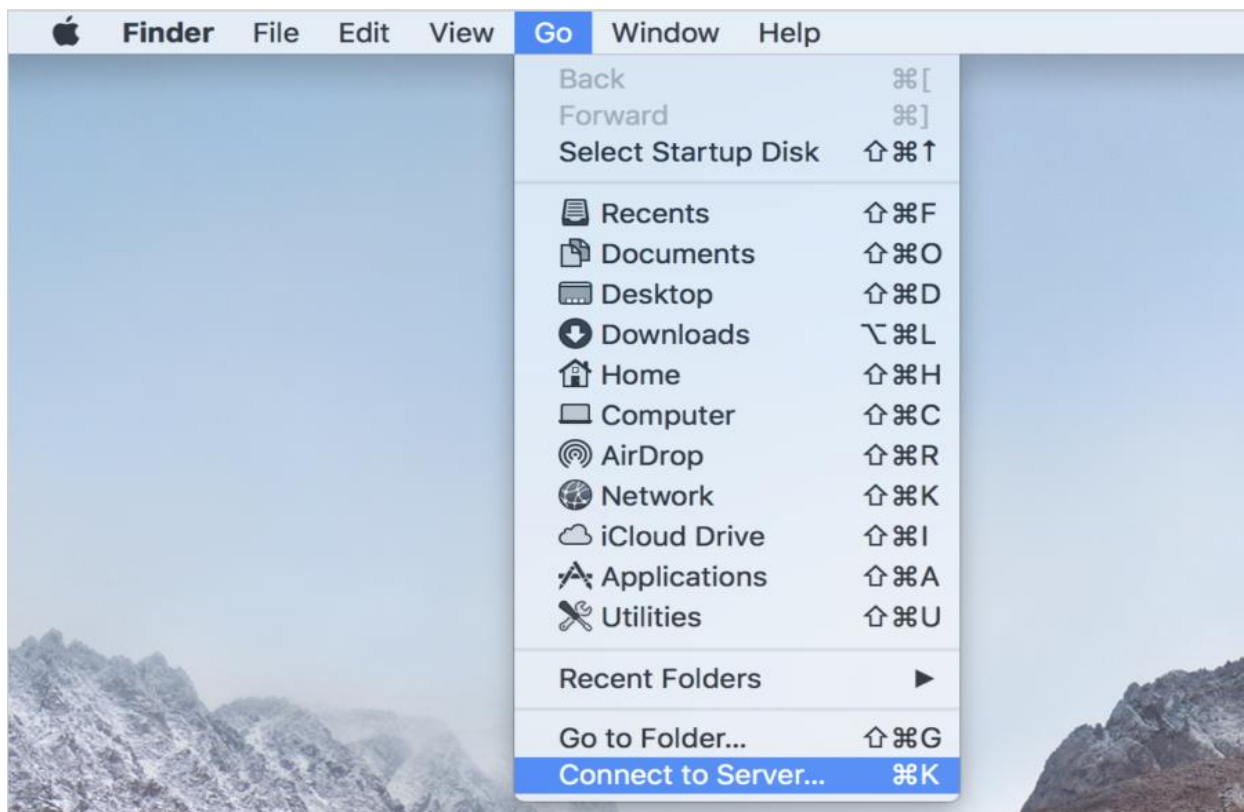 Finder File Edit View Go Window Help
Back ⌘[
Forward ⌘]
Select Startup Disk ⇧⌘↑
Recents ⇧⌘F
Documents ⇧⌘O
Desktop ⇧⌘D
Downloads ⌥⌘L
Home ⇧⌘H
Computer ⇧⌘C
AirDrop ⇧⌘R
Network ⇧⌘K
iCloud Drive ⇧⌘I
Applications ⇧⌘A
Utilities ⇧⌘U
Recent Folders ▶
Go to Folder... ⇧⌘G
Connect to Server... ⌘K